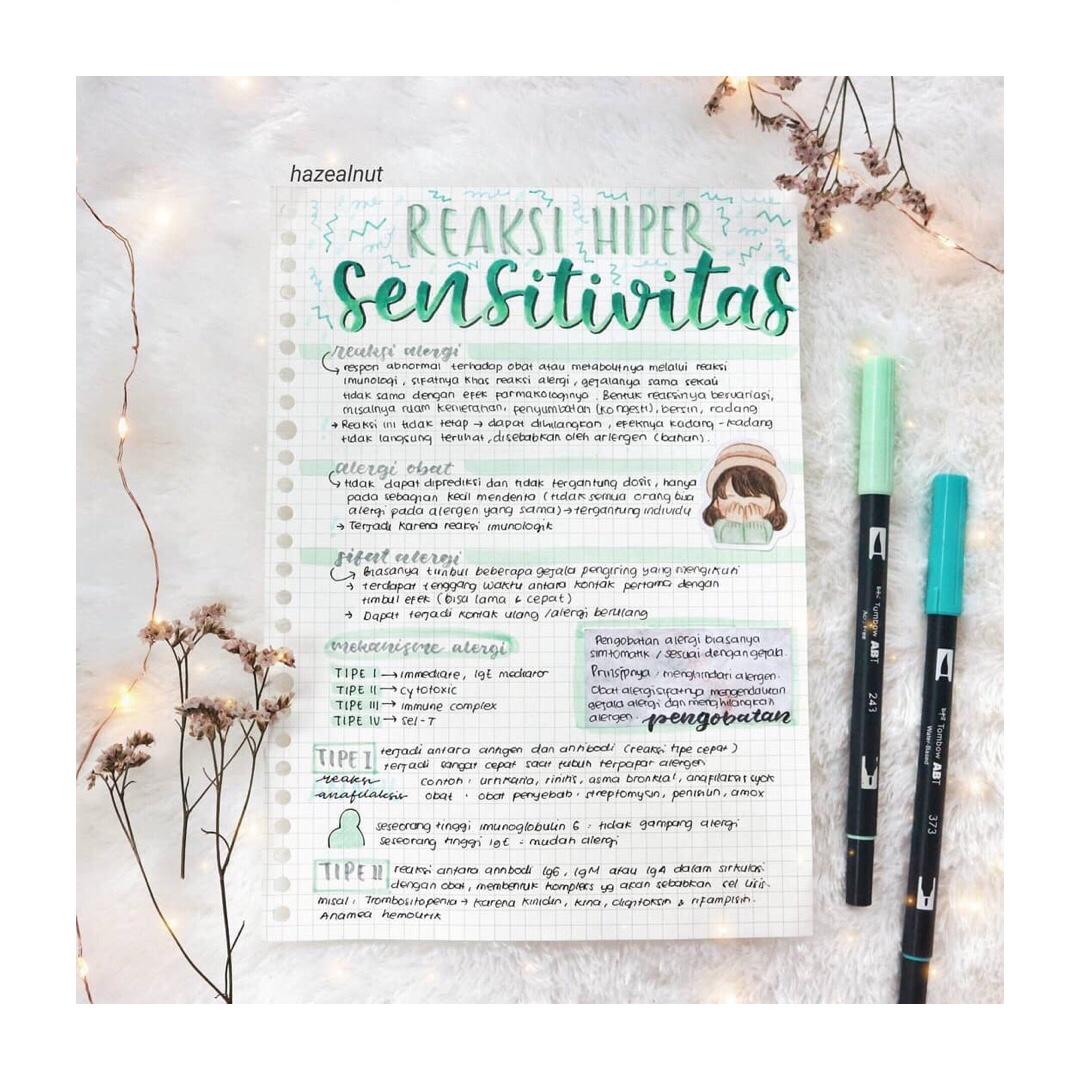 hazealnut
REAKSI HIPER
sensitivitas
reaksi alergi
respon abnormal terhadap obat atau metabolitnya melalui reaksi
imunologi, sifatnya khas reaksi alergi, gejalanya sama sekali
tidak sama dengan efek farmakologinya. Bentuk reaksinya bervariasi,
misalnya ruam kemerahan, penyumbatan (kongesti), bersin, radang
→ Reaksi ini tidak tetap → dapat dihilangkan, efeknya kadang-kadang
tidak langsung terlihat, disebabkan oleh arlergen (bahan).
alergi obat
tidak dapat diprediksi dan tidak tergantung dosis, hanya
pada sebagian kecil menderita (tidak semua orang bisa
alergi pada alergen yang sama) → tergantung individu
→ Terjadi karena reaksi imunologik
sifat alergi
Biasanya timbul beberapa gejala pengiring yang mengikuti
→ terdapat tenggang waktu antara kontak pertama dengan
timbul efek (bisa lama & cepat)
→ Dapat terjadi kontak ulang /alergi berulang
mekanisme alergi
TIPE I → immediate, IgE mediator
TIPE II → cytotoxic
TIPE III → immune complex
TIPE IV → sel-T
Pengobatan alergi biasanya
simtomatik / sesuai dengan gejala.
Prinsipnya, menghindari alergen.
Obat alergi sifatnya mengendalikan
gejala alergi dan menghilangkan
alergen. pengobatan
TIPE I terjadi antara antigen dan antibodi (reaksi tipe cepat)
terjadi sangat cepat saat tubuh terpapar alergen
reaksi contoh: urtikaria, rinitis, asma bronkial, anafilaksi syok
anafilaksis obat · obat penyebab · streptomysin, penisilin, amox
seseorang tinggi imunoglobulin G : tidak gampang alergi
seseorang tinggi IgE = mudah alergi
TIPE II reaksi antara antibodi IgG, IgM atau IgA dalam sirkulasi
dengan obat, membentuk kompleks yg akan sebabkan sel lisis.
misal: Trombositopenia → karena kinidin, kina, digitoksin & rifampisin.
Anamea hemolitik
Tombow ABT
243
Tombow ABT
Water-Based
373